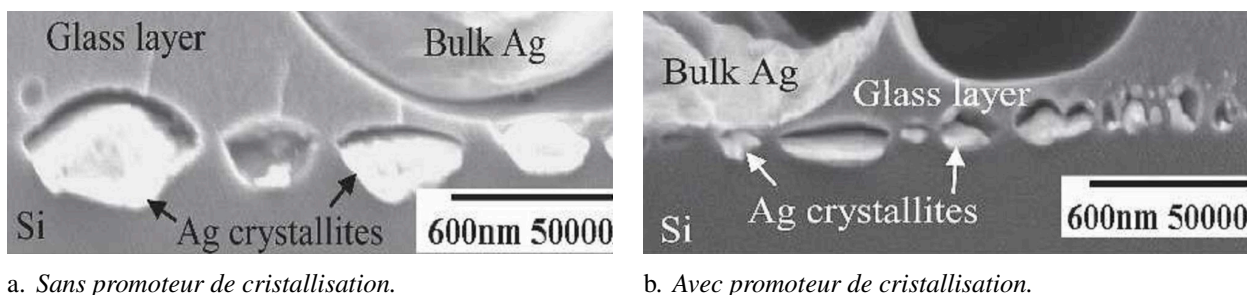 Glass layer
Bulk Ag
Si
Ag crystallites
600nm 50000
a. Sans promoteur de cristallisation.
Bulk Ag
Glass layer
Ag crystallites
Si
600nm 50000
b. Avec promoteur de cristallisation.